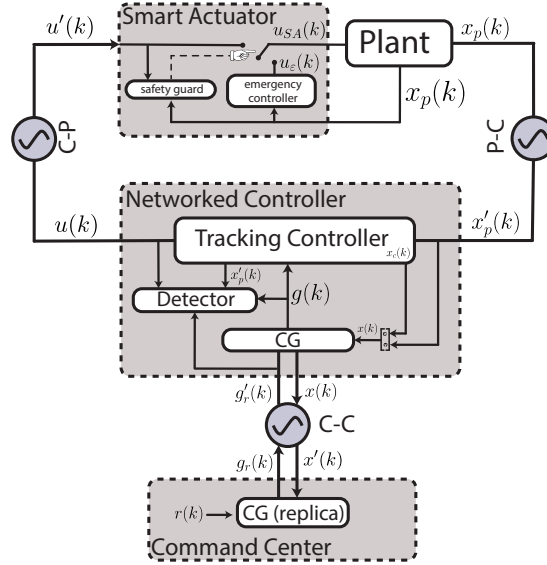 Smart Actuator
u'(k)
u_{SA}(k)
Plant
x_p(k)
u_ε(k)
safety guard
emergency
controller
x_p(k)
C-P
P-C
Networked Controller
u(k)
Tracking Controller
x_c(k)
x'_p(k)
x'_p(k)
Detector
g(k)
CG
x(k)
g'_r(k)
x(k)
C-C
g_r(k)
x'(k)
r(k)
CG (replica)
Command Center